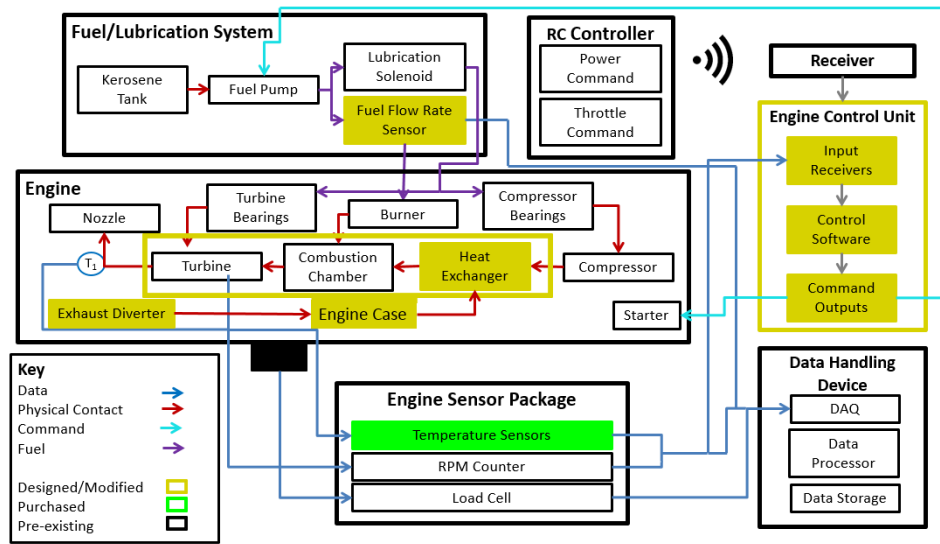 Fuel/Lubrication System
Kerosene
Tank
Fuel Pump
Lubrication
Solenoid
Fuel Flow Rate
Sensor
RC Controller
Power
Command
Throttle
Command
Receiver
Engine Control Unit
Input
Receivers
Control
Software
Command
Outputs
Engine
Nozzle
Turbine
Bearings
Burner
Compressor
Bearings
T1
Turbine
Combustion
Chamber
Heat
Exchanger
Compressor
Exhaust Diverter
Engine Case
Starter
Key
Data
Physical Contact
Command
Fuel
Designed/Modified
Purchased
Pre-existing
Engine Sensor Package
Temperature Sensors
RPM Counter
Load Cell
Data Handling
Device
DAQ
Data
Processor
Data Storage